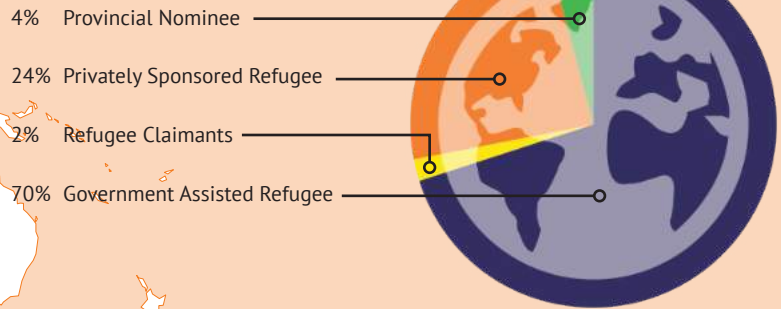 4% Provincial Nominee
24% Privately Sponsored Refugee
2% Refugee Claimants
70% Government Assisted Refugee